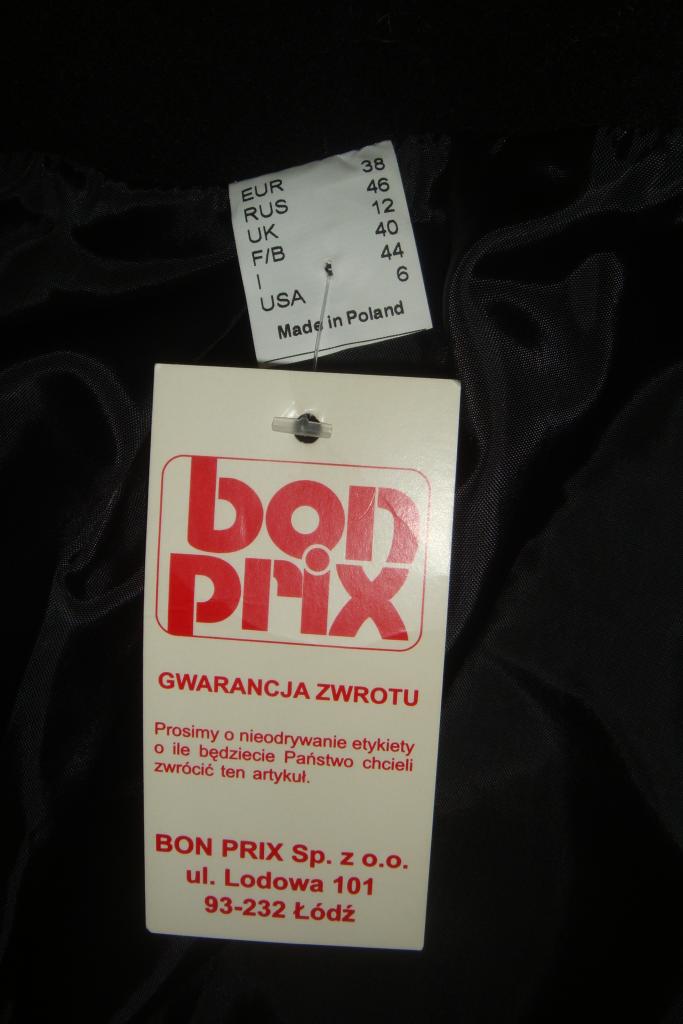 EUR 38
RUS 46
UK 12
F/B 40
I 44
USA 6
Made in Poland
bon
prix
GWARANCJA ZWROTU
Prosimy o nieodrywanie etykiety
o ile będziecie Państwo chcieli
zwrócić ten artykuł.
BON PRIX Sp. z o.o.
ul. Lodowa 101
93-232 Łódź